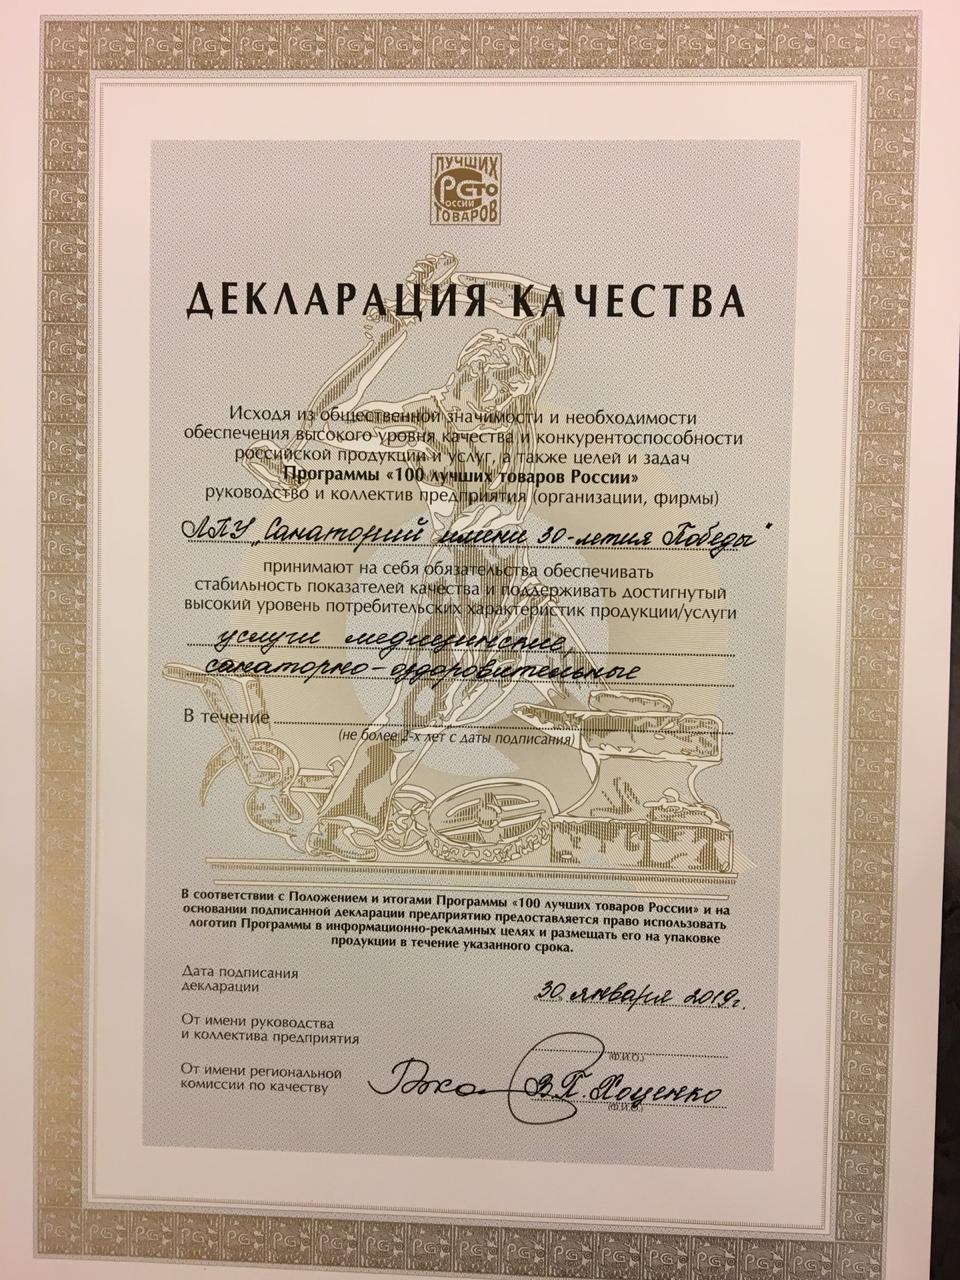 ЛУЧШИХ
РСТО
РОССИИ
ТОВАРОВ
ДЕКЛАРАЦИЯ КАЧЕСТВА
Исходя из общественной значимости и необходимости
обеспечения высокого уровня качества и конкурентоспособности
российской продукции и услуг, а также целей и задач
Программы «100 лучших товаров России»
руководство и коллектив предприятия (организации, фирмы)
ЛПУ „Санаторий имени 30-летия Победы"
принимают на себя обязательства обеспечивать
стабильность показателей качества и поддерживать достигнутый
высокий уровень потребительских характеристик продукции/услуги
услуги медицинские,
санаторно-оздоровительные
В течение
(не более 2-х лет с даты подписания)
В соответствии с Положением и итогами Программы «100 лучших товаров России» и на
основании подписанной декларации предприятию предоставляется право использовать
логотип Программы в информационно-рекламных целях и размещать его на упаковке
продукции в течение указанного срока.
Дата подписания
декларации
30 января 2019г.
От имени руководства
и коллектива предприятия
(Ф.И.О.)
От имени региональной
комиссии по качеству
В.П. Хоценко
(Ф.И.О.)